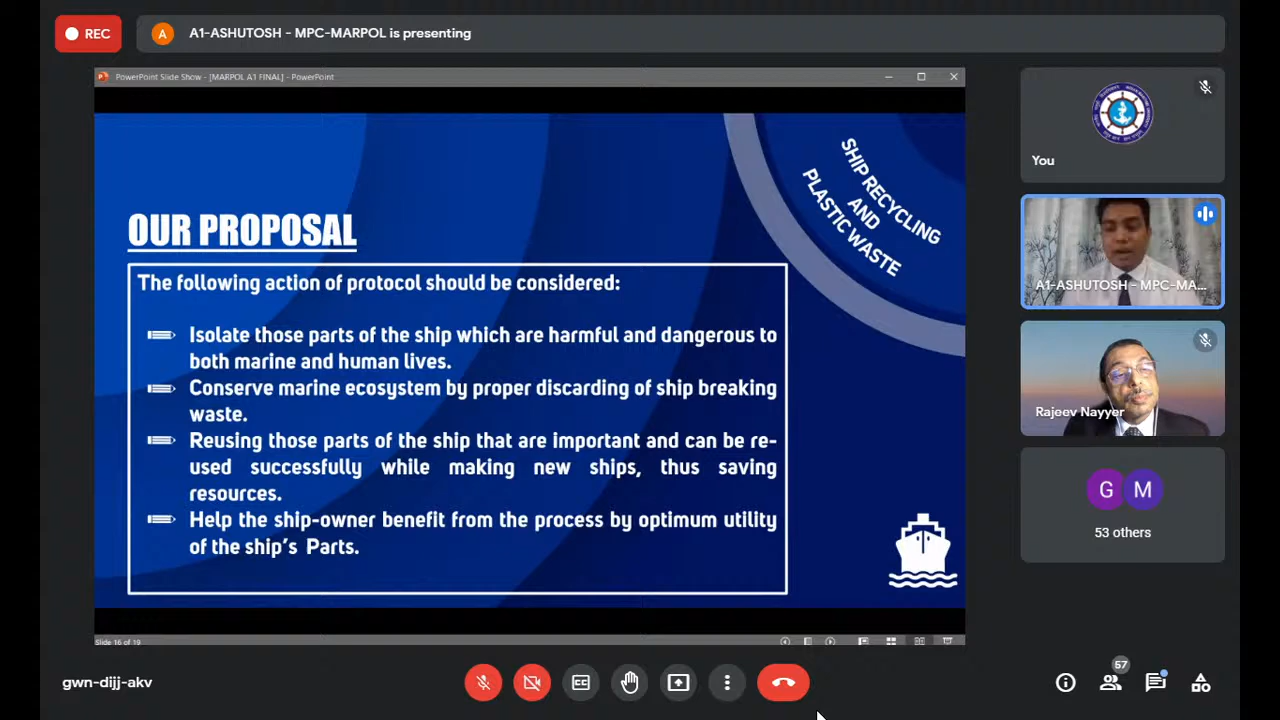 REC
A
A1-ASHUTOSH - MPC-MARPOL is presenting
PowerPoint Slide Show - [MARPOL A1 FINAL] - PowerPoint
SHIP RECYCLING
AND
PLASTIC WASTE
OUR PROPOSAL
The following action of protocol should be considered:
Isolate those parts of the ship which are harmful and dangerous to
both marine and human lives.
Conserve marine ecosystem by proper discarding of ship breaking
waste.
Reusing those parts of the ship that are important and can be re-
used successfully while making new ships, thus saving
resources.
Help the ship-owner benefit from the process by optimum utility
of the ship's Parts.
Slide 16 of 19
You
A1-ASHUTOSH - MPC-MA...
Rajeev Nayyer
G M
53 others
gwn-dijj-akv
CC
57